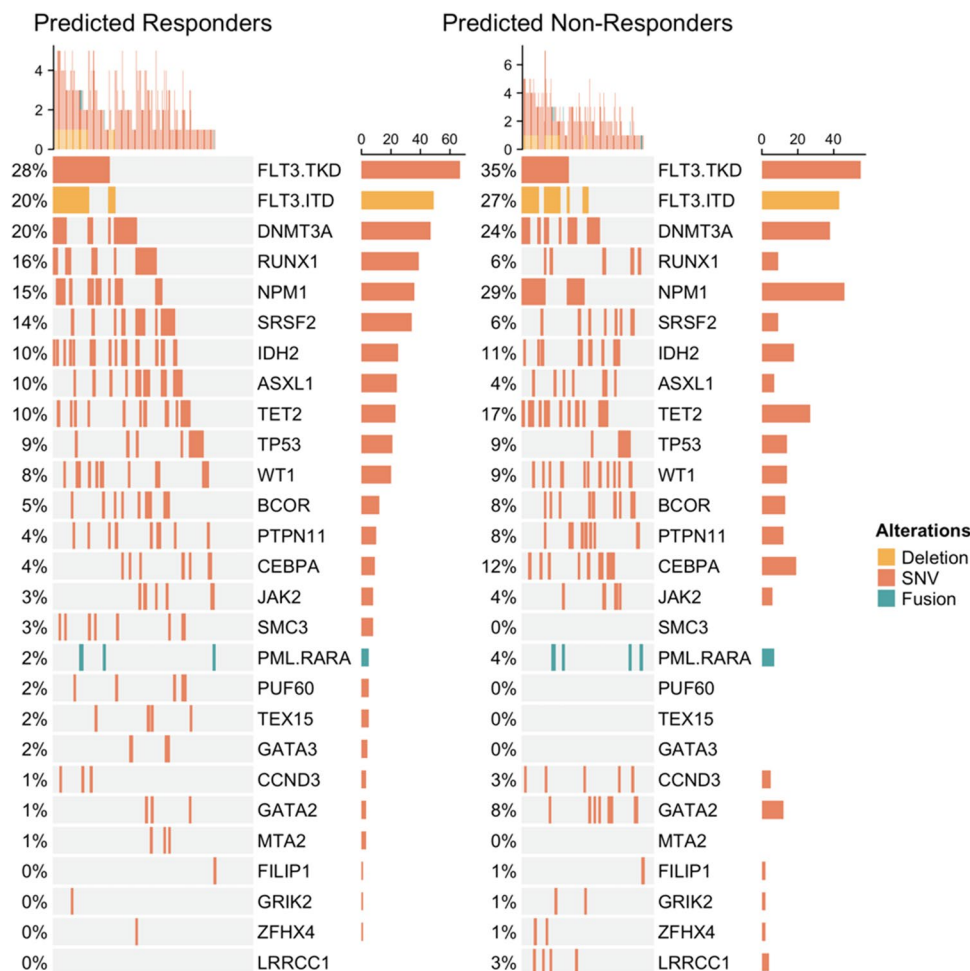 Predicted Responders Predicted Non-Responders
4
2
0
0 20 40 60
6
4
2
0
0 20 40
28% FLT3.TKD 35% FLT3.TKD
20% FLT3.ITD 27% FLT3.ITD
20% DNMT3A 24% DNMT3A
16% RUNX1 6% RUNX1
15% NPM1 29% NPM1
14% SRSF2 6% SRSF2
10% IDH2 11% IDH2
10% ASXL1 4% ASXL1
10% TET2 17% TET2
9% TP53 9% TP53
8% WT1 9% WT1
5% BCOR 8% BCOR
4% PTPN11 8% PTPN11
4% CEBPA 12% CEBPA
3% JAK2 4% JAK2
3% SMC3 0% SMC3
2% PML.RARA 4% PML.RARA
2% PUF60 0% PUF60
2% TEX15 0% TEX15
2% GATA3 0% GATA3
1% CCND3 3% CCND3
1% GATA2 8% GATA2
1% MTA2 0% MTA2
0% FILIP1 1% FILIP1
0% GRIK2 1% GRIK2
0% ZFHX4 1% ZFHX4
0% LRRCC1 3% LRRCC1
Alterations
Deletion
SNV
Fusion